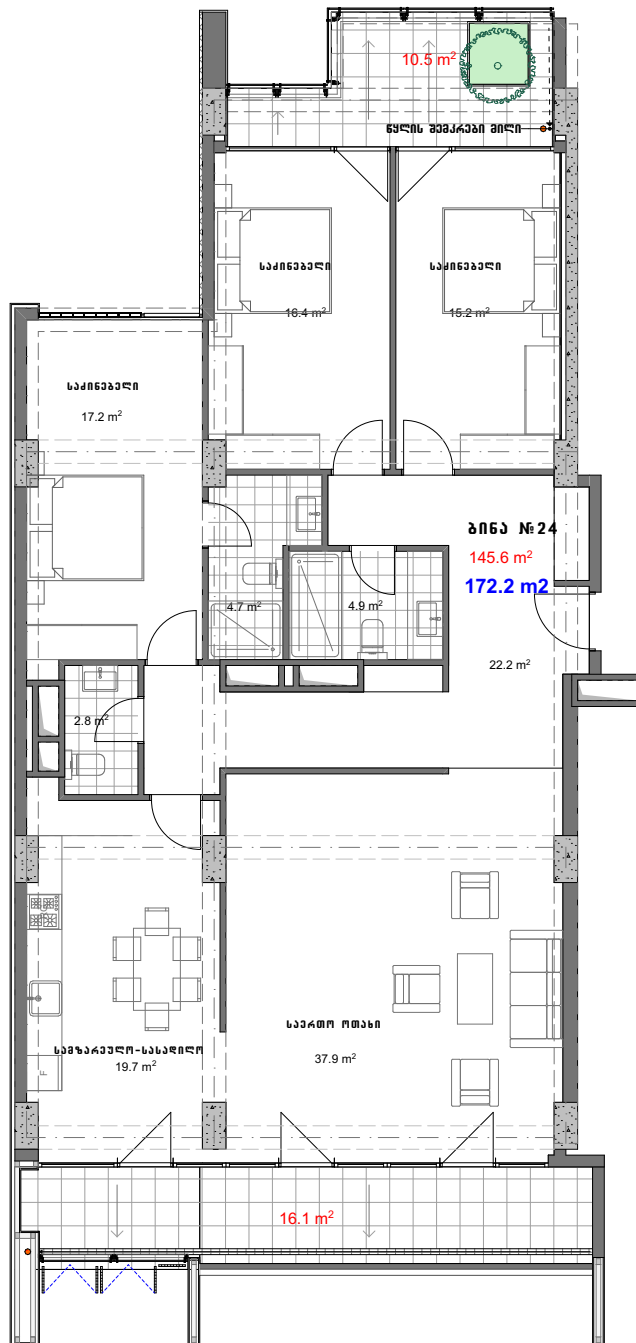 10.5 m²
წყლის შემკრები მილი
საძინებელი
16.4 m²
საძინებელი
15.2 m²
საძინებელი
17.2 m²
ბინა №24
145.6 m²
172.2 m2
4.7 m²
4.9 m²
22.2 m²
2.8 m²
საერთო ოთახი
37.9 m²
სამზარეულო-სასადილო
19.7 m²
F
16.1 m²